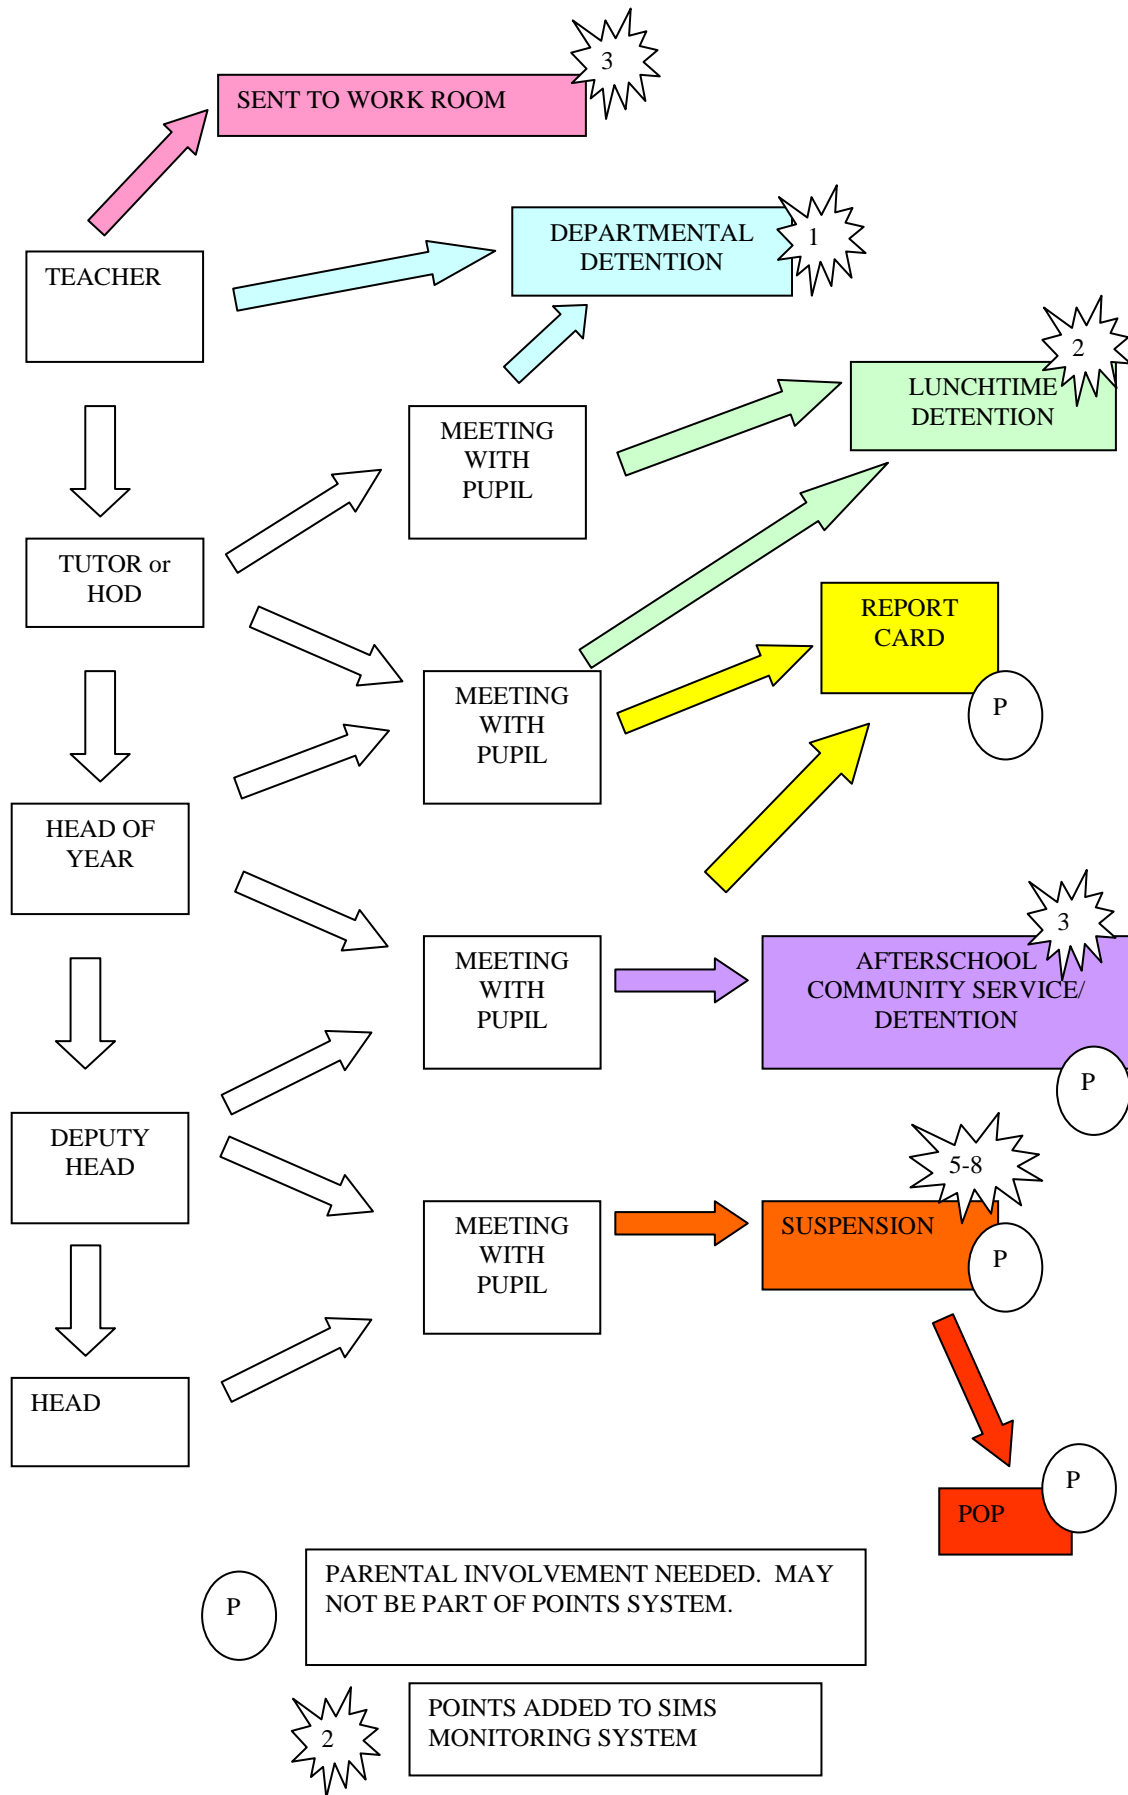 3
SENT TO WORK ROOM
TEACHER
DEPARTMENTAL
DETENTION
1
2
LUNCHTIME
DETENTION
MEETING
WITH
PUPIL
TUTOR or
HOD
REPORT
CARD
P
MEETING
WITH
PUPIL
HEAD OF
YEAR
3
MEETING
WITH
PUPIL
AFTERSCHOOL
COMMUNITY SERVICE/
DETENTION
P
DEPUTY
HEAD
5-8
MEETING
WITH
PUPIL
SUSPENSION
P
HEAD
P
POP
P
PARENTAL INVOLVEMENT NEEDED.  MAY
NOT BE PART OF POINTS SYSTEM.
2
POINTS ADDED TO SIMS
MONITORING SYSTEM